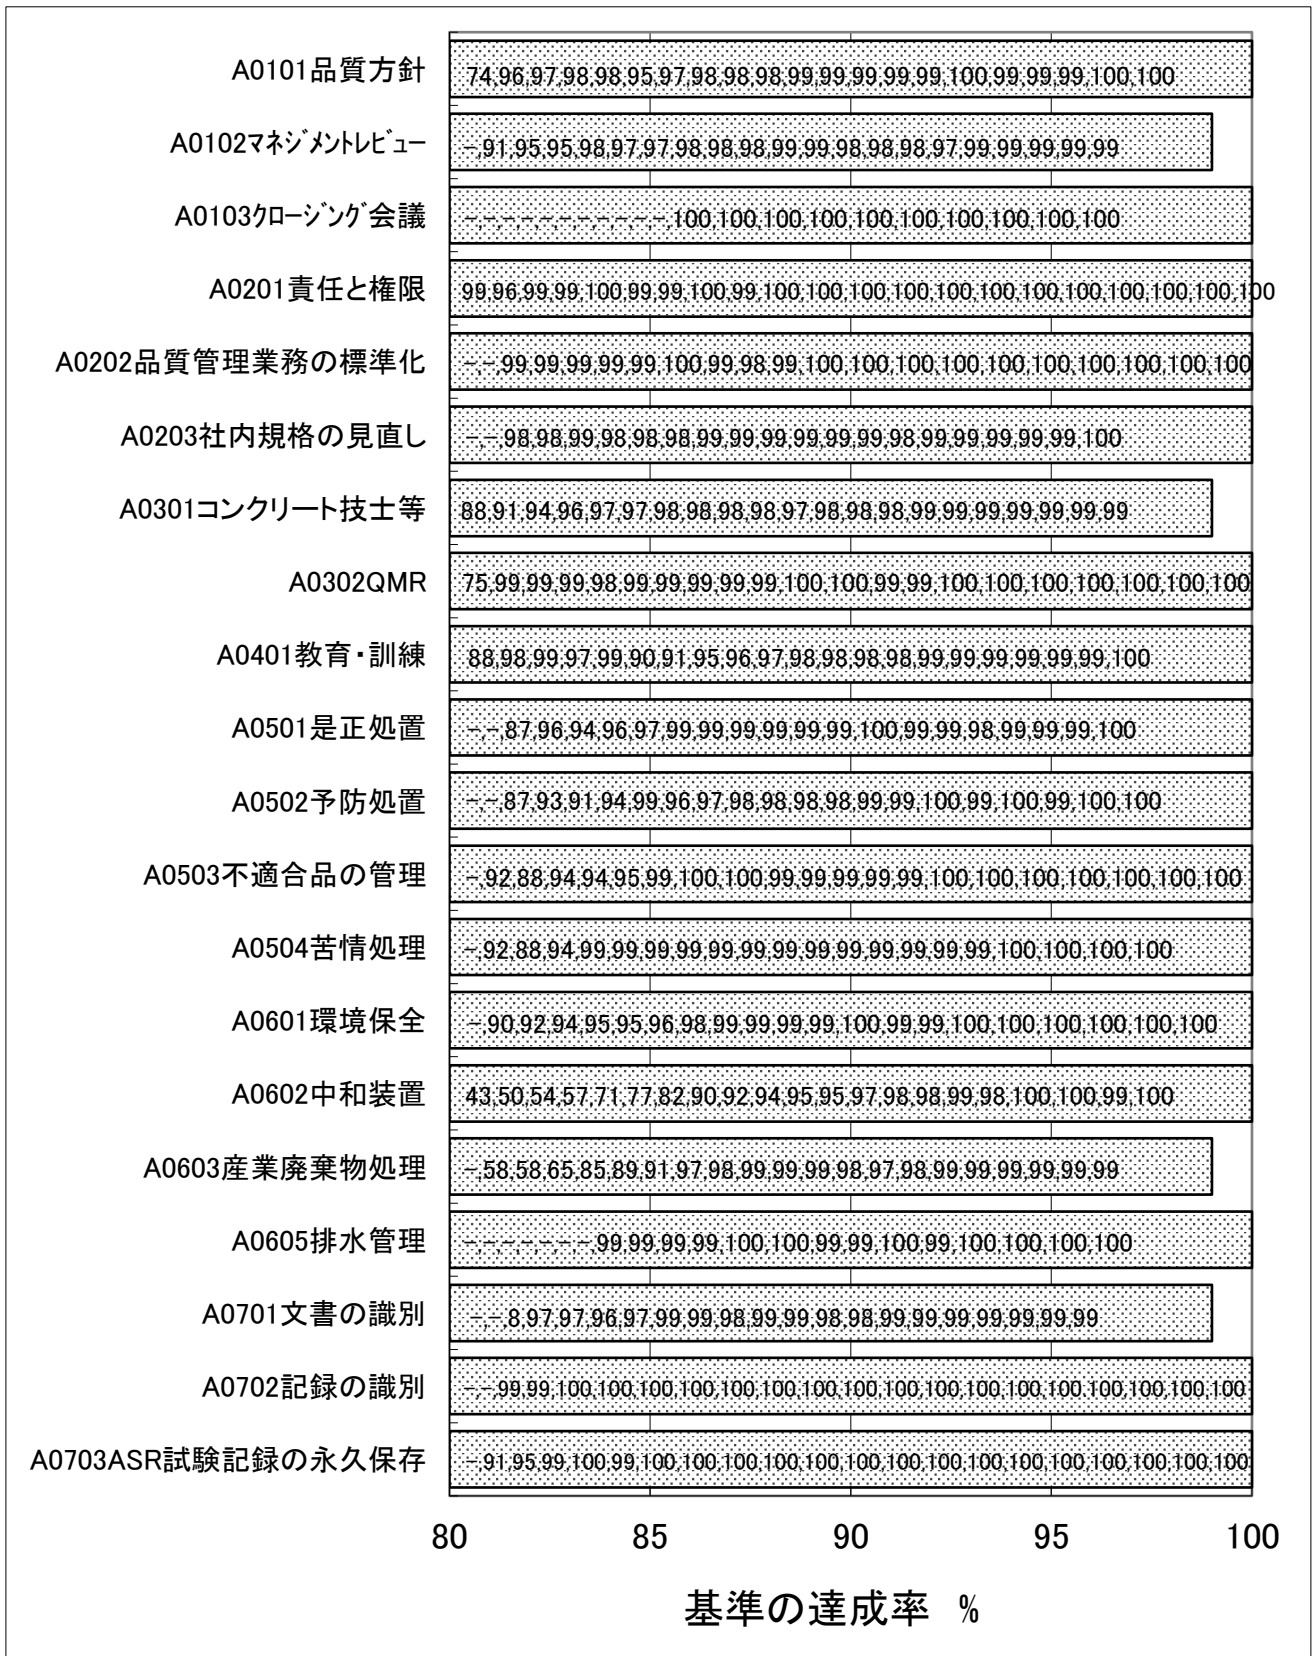 A0101品質方針 74,96,97,98,98,95,97,98,98,98,99,99,99,99,99,100,99,99,99,100,100
A0102マネジメントレビュー -,91,95,95,98,97,97,98,98,98,99,99,98,98,98,97,99,99,99,99,99
A0103クロージング会議 -,-,-,-,-,-,-,-,-,-,-,100,100,100,100,100,100,100,100,100,100
A0201責任と権限 99,96,99,99,100,99,99,100,99,100,100,100,100,100,100,100,100,100,100,100,100
A0202品質管理業務の標準化 -,-,99,99,99,99,99,100,99,98,99,100,100,100,100,100,100,100,100,100,100
A0203社内規格の見直し -,-,98,98,99,98,98,98,99,99,99,99,99,99,98,99,99,99,99,99,100
A0301コンクリート技士等 88,91,94,96,97,97,98,98,98,98,97,98,98,98,99,99,99,99,99,99,99
A0302QMR 75,99,99,99,98,99,99,99,99,99,100,100,99,99,100,100,100,100,100,100,100
A0401教育・訓練 88,98,99,97,99,90,91,95,96,97,98,98,98,98,99,99,99,99,99,99,100
A0501是正処置 -,-,87,96,94,96,97,99,99,99,99,99,99,100,99,99,98,99,99,99,100
A0502予防処置 -,-,87,93,91,94,99,96,97,98,98,98,98,99,99,100,99,100,99,100,100
A0503不適合品の管理 -,92,88,94,94,95,99,100,100,99,99,99,99,99,100,100,100,100,100,100,100
A0504苦情処理 -,92,88,94,99,99,99,99,99,99,99,99,99,99,99,99,99,100,100,100,100
A0601環境保全 -,90,92,94,95,95,96,98,99,99,99,99,100,99,99,100,100,100,100,100,100
A0602中和装置 43,50,54,57,71,77,82,90,92,94,95,95,97,98,98,99,98,100,100,99,100
A0603産業廃棄物処理 -,58,58,65,85,89,91,97,98,99,99,99,98,97,98,99,99,99,99,99,99
A0605排水管理 -,-,-,-,-,-,-,99,99,99,99,100,100,99,99,100,99,100,100,100,100
A0701文書の識別 -,-,8,97,97,96,97,99,99,98,99,99,98,98,99,99,99,99,99,99,99
A0702記録の識別 -,-,99,99,100,100,100,100,100,100,100,100,100,100,100,100,100,100,100,100,100
A0703ASR試験記録の永久保存 -,91,95,99,100,99,100,100,100,100,100,100,100,100,100,100,100,100,100,100,100
80 85 90 95 100
基準の達成率 %